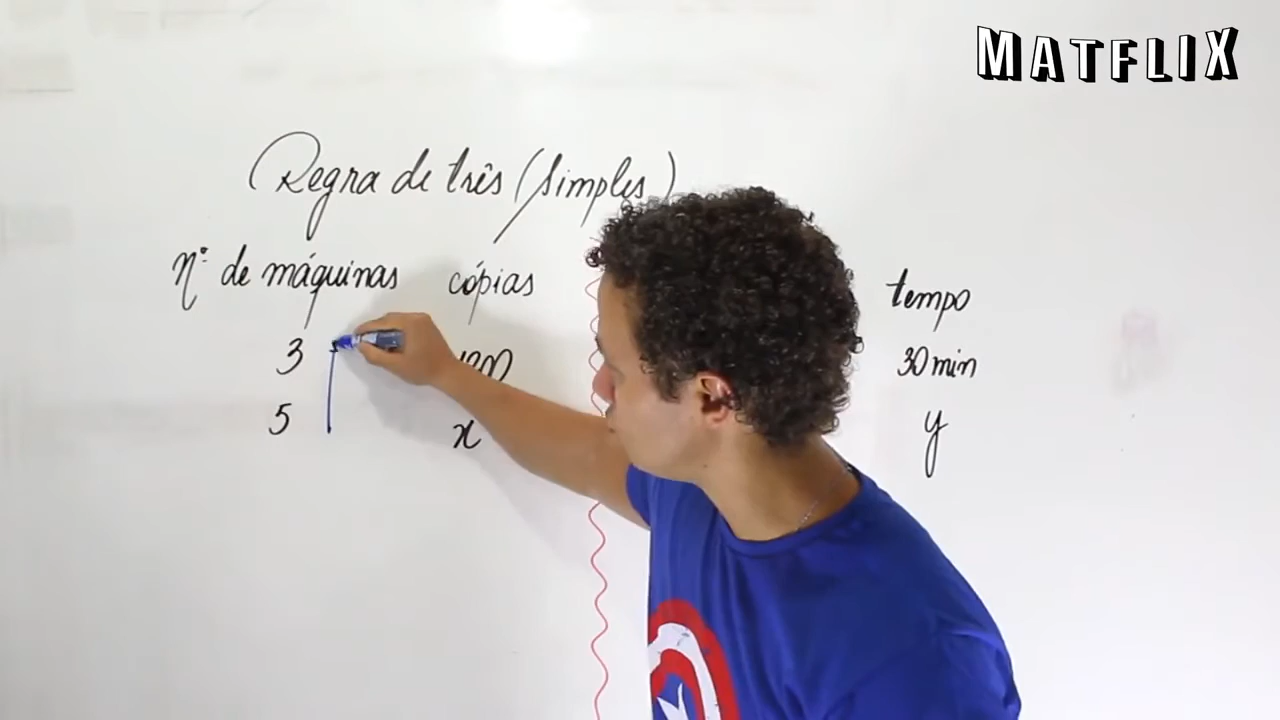 MATFLIX
Regra de três (simples)
nº de máquinas cópias tempo
3 30 min
5 x y